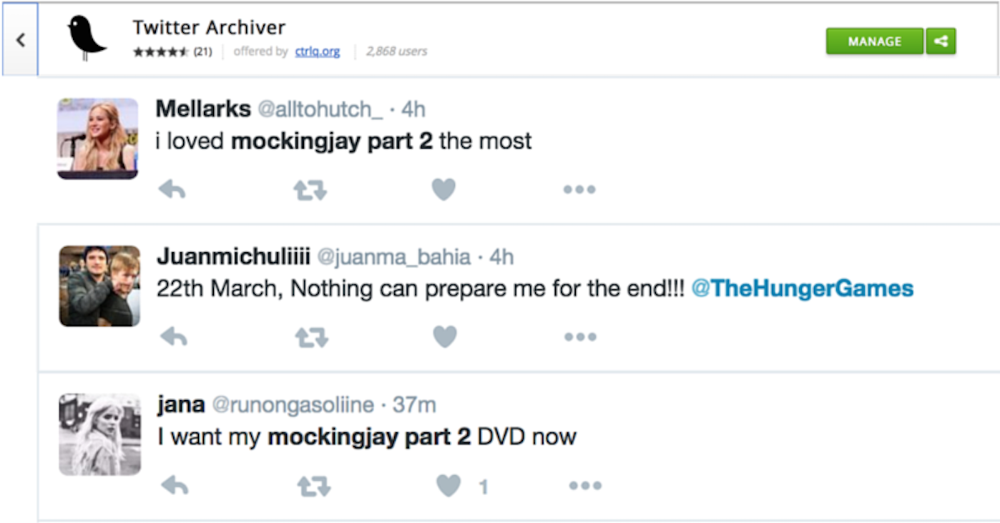 Twitter Archiver
(21) offered by ctrlq.org 2,868 users
MANAGE
Mellarks @alltohutch_ · 4h
i loved mockingjay part 2 the most
Juanmichuliiii @juanma_bahia · 4h
22th March, Nothing can prepare me for the end!!! @TheHungerGames
jana @runongasoliine · 37m
I want my mockingjay part 2 DVD now
1